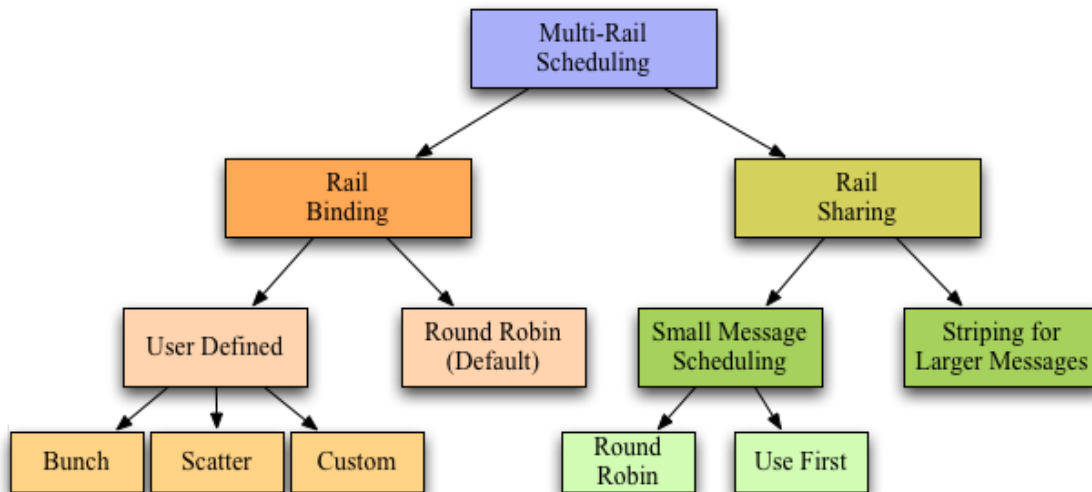 Multi-Rail
Scheduling
Rail
Binding
Rail
Sharing
User Defined
Round Robin
(Default)
Small Message
Scheduling
Striping for
Larger Messages
Bunch
Scatter
Custom
Round
Robin
Use First